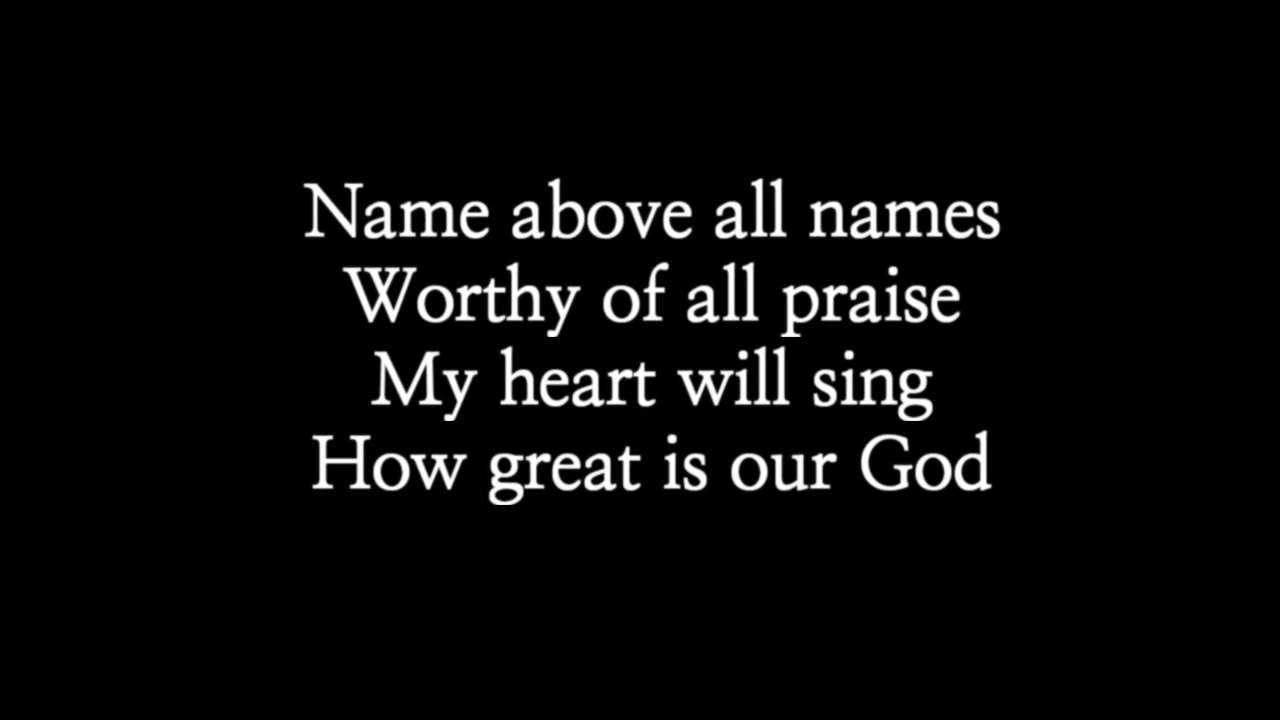 Name above all names
Worthy of all praise
My heart will sing
How great is our God